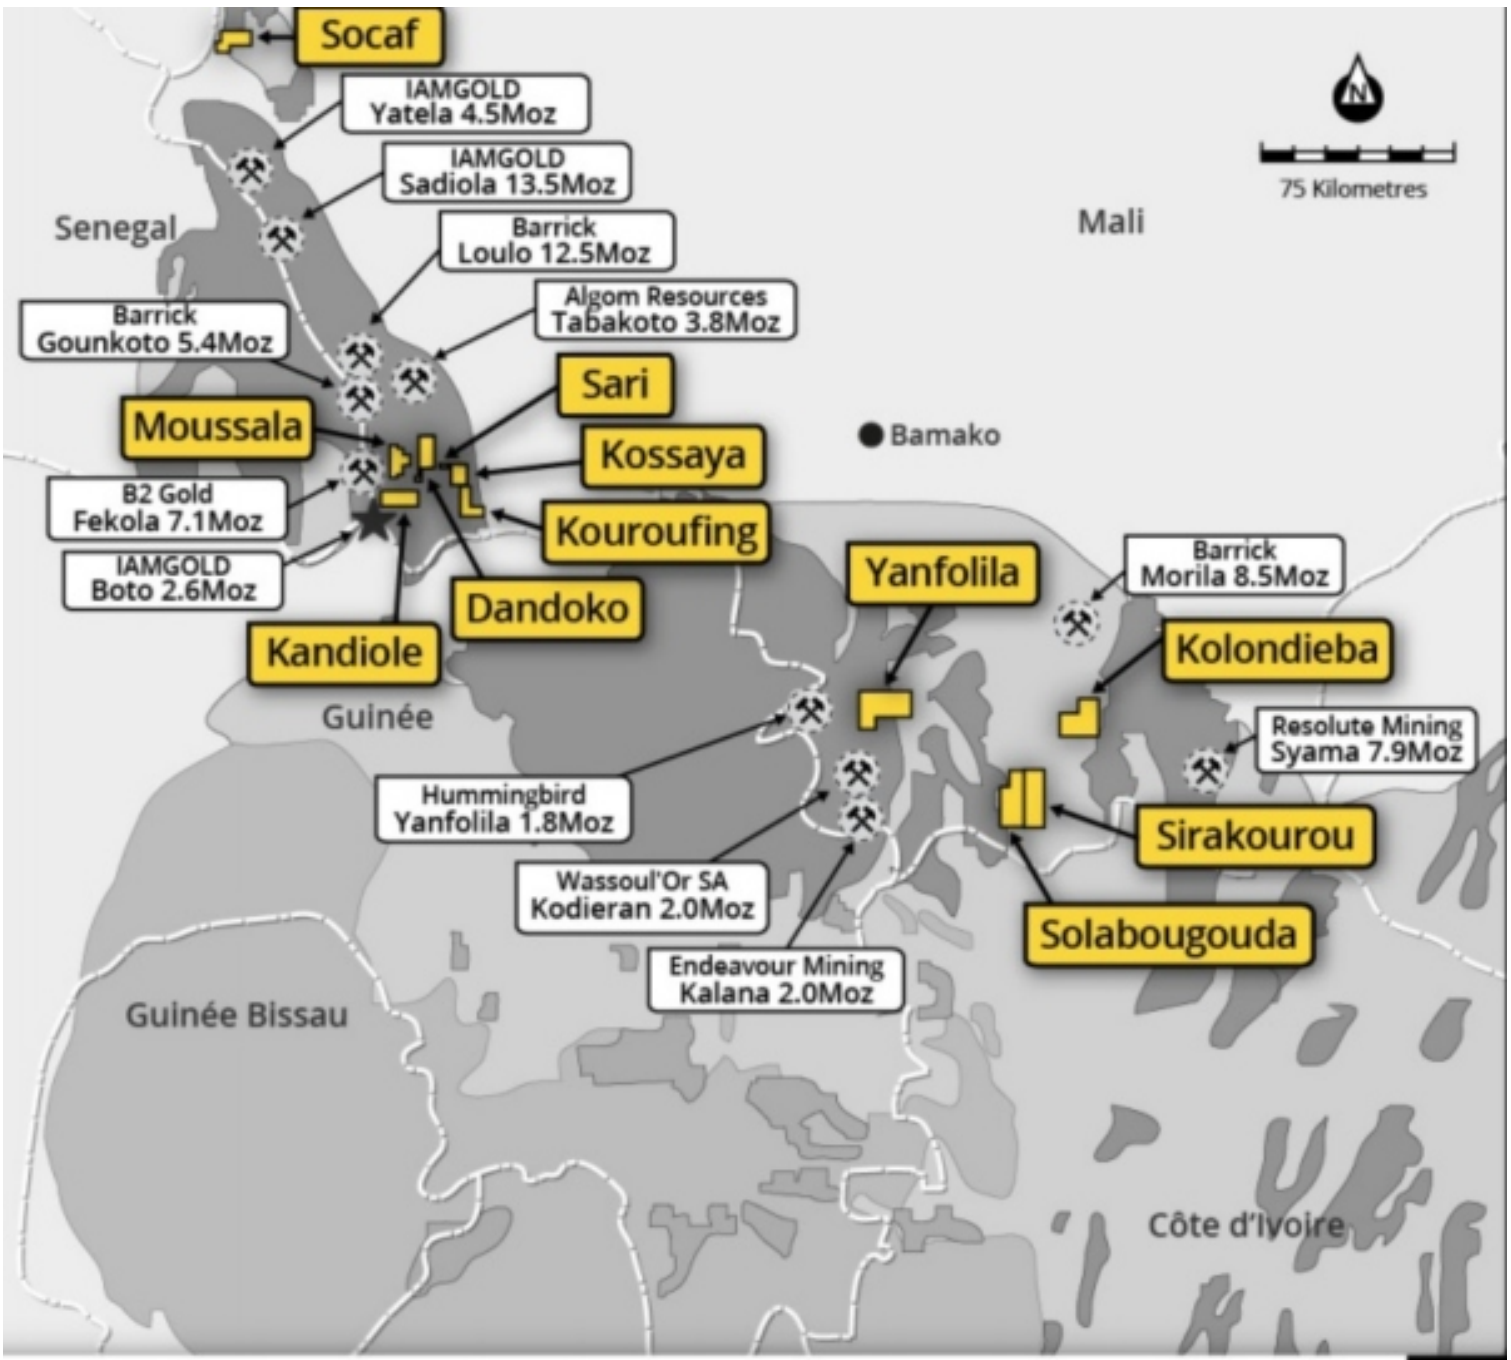 Socaf
IAMGOLD
Yatela 4.5Moz
N
75 Kilometres
IAMGOLD
Sadiola 13.5Moz
Senegal
Mali
Barrick
Loulo 12.5Moz
Algom Resources
Tabakoto 3.8Moz
Barrick
Gounkoto 5.4Moz
Sari
Moussala
Bamako
Kossaya
B2 Gold
Fekola 7.1Moz
Kouroufing
IAMGOLD
Boto 2.6Moz
Yanfolila
Barrick
Morila 8.5Moz
Dandoko
Kandiole
Kolondieba
Guinée
Resolute Mining
Syama 7.9Moz
Hummingbird
Yanfolila 1.8Moz
Sirakourou
Wassoul'Or SA
Kodieran 2.0Moz
Solabougouda
Endeavour Mining
Kalana 2.0Moz
Guinée Bissau
Côte d'Ivoire